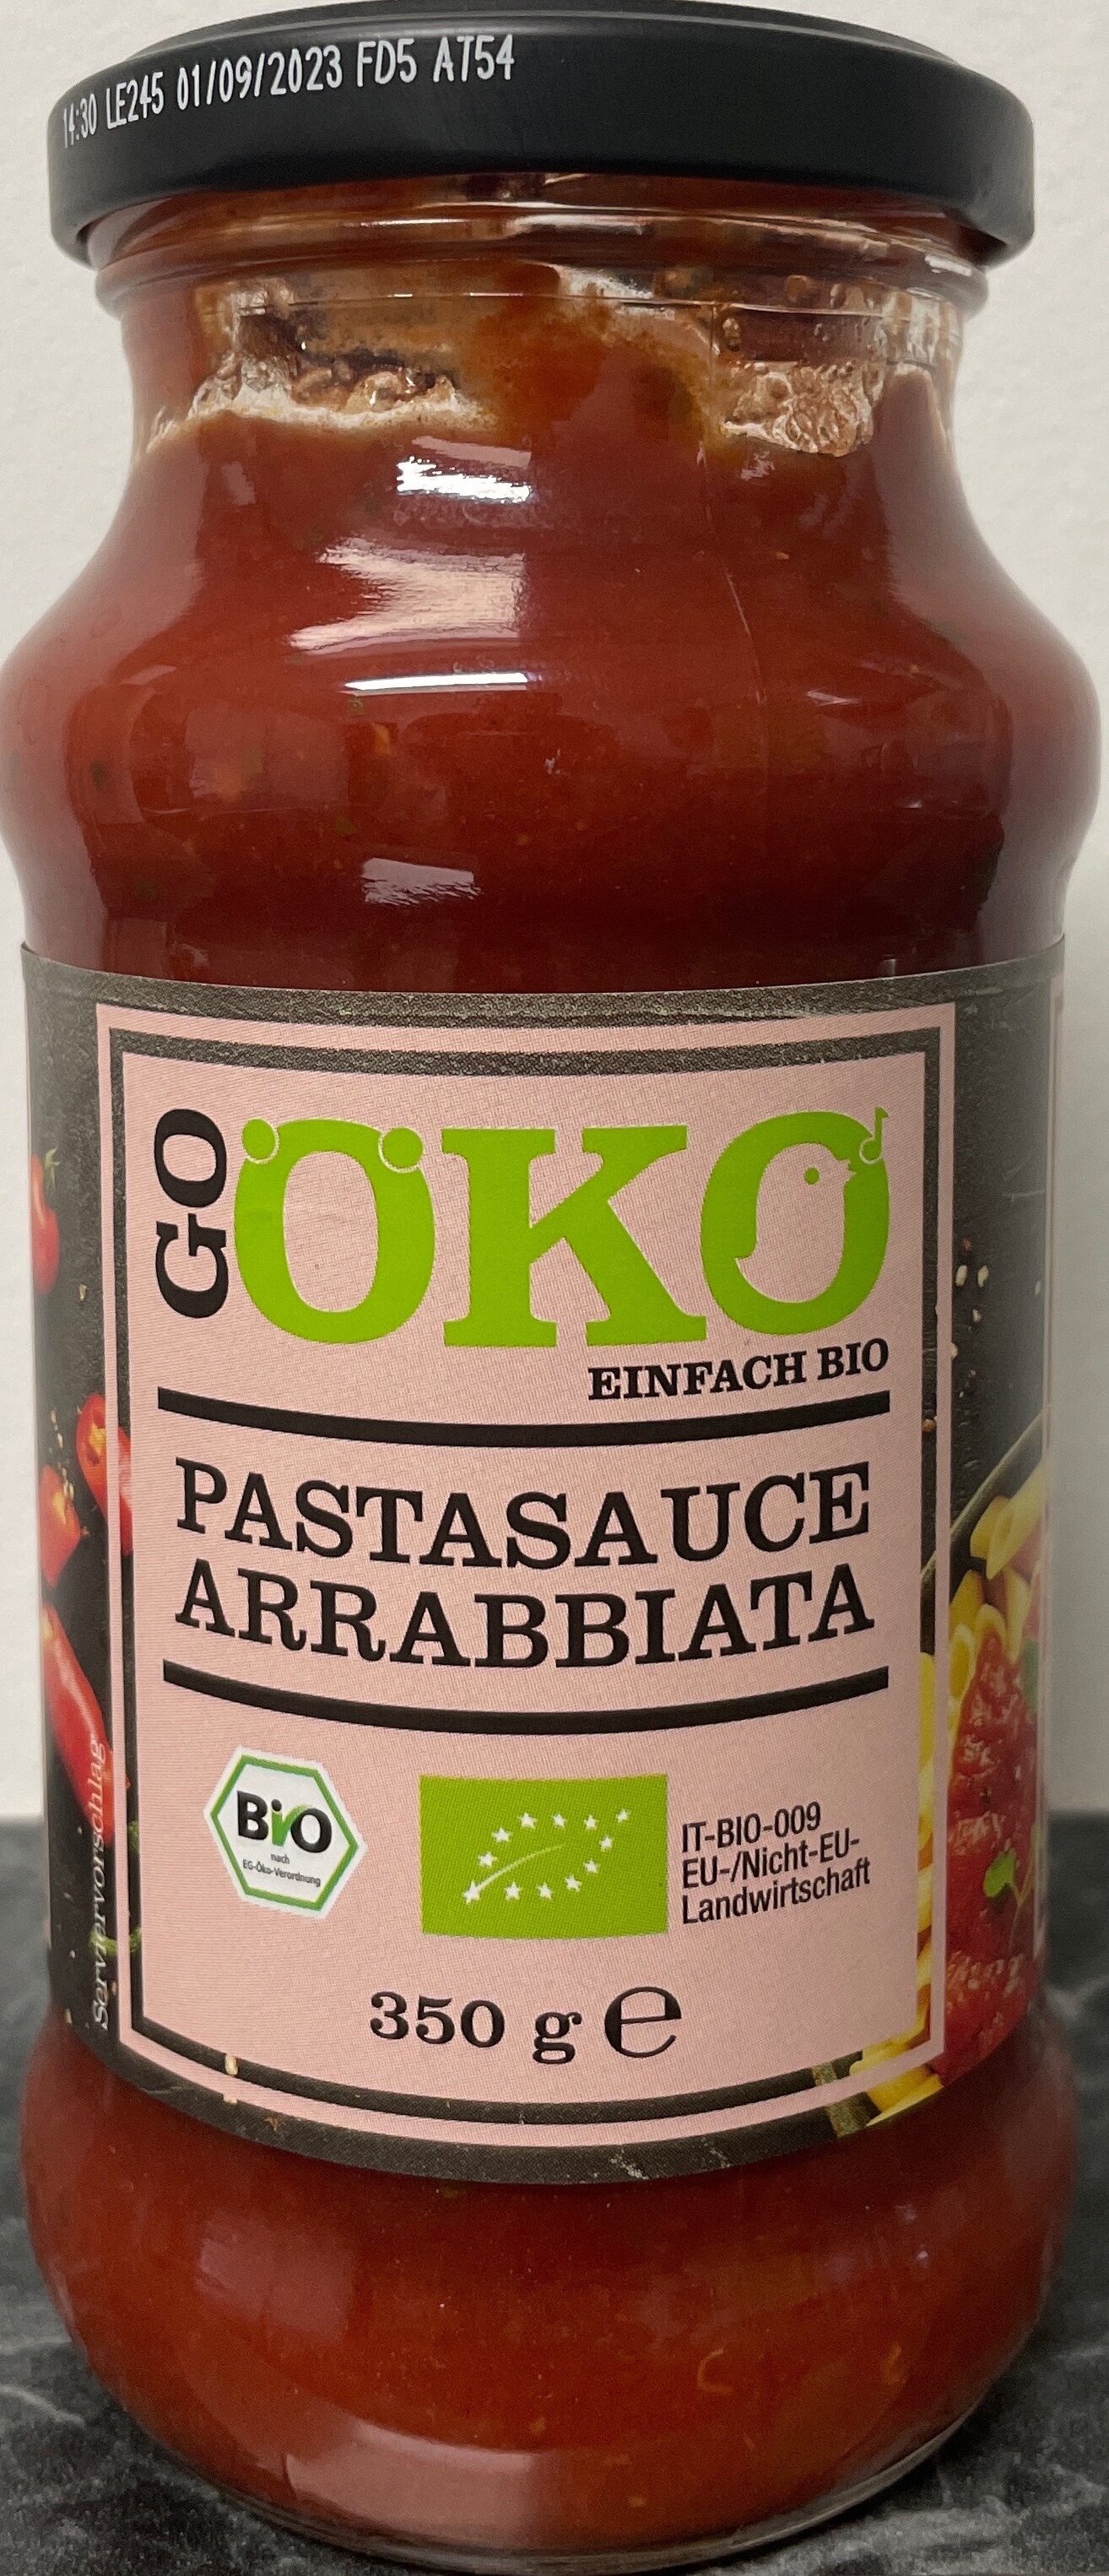 14:30 LE245 01/09/2023 FD5 AT54
GO
ÖKO
EINFACH BIO
PASTASAUCE
ARRABBIATA
Bio
nach
EG-Öko-Verordnung
IT-BIO-009
EU-/Nicht-EU-
Landwirtschaft
Serviervorschlag
350 g e